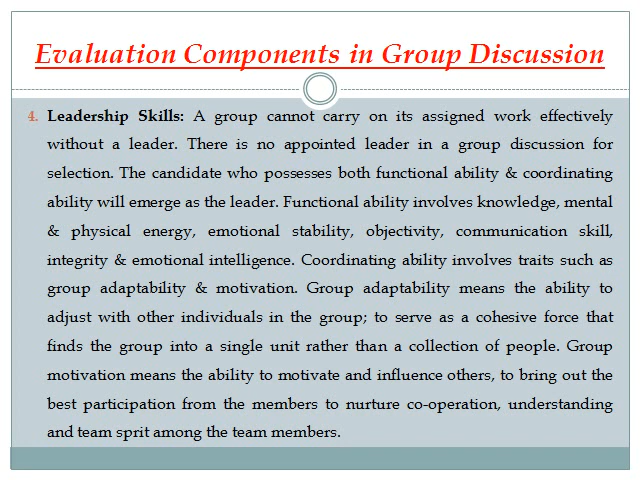 Evaluation Components in Group Discussion
4. Leadership Skills: A group cannot carry on its assigned work effectively
without a leader. There is no appointed leader in a group discussion for
selection. The candidate who possesses both functional ability & coordinating
ability will emerge as the leader. Functional ability involves knowledge, mental
& physical energy, emotional stability, objectivity, communication skill,
integrity & emotional intelligence. Coordinating ability involves traits such as
group adaptability & motivation. Group adaptability means the ability to
adjust with other individuals in the group; to serve as a cohesive force that
finds the group into a single unit rather than a collection of people. Group
motivation means the ability to motivate and influence others, to bring out the
best participation from the members to nurture co-operation, understanding
and team sprit among the team members.